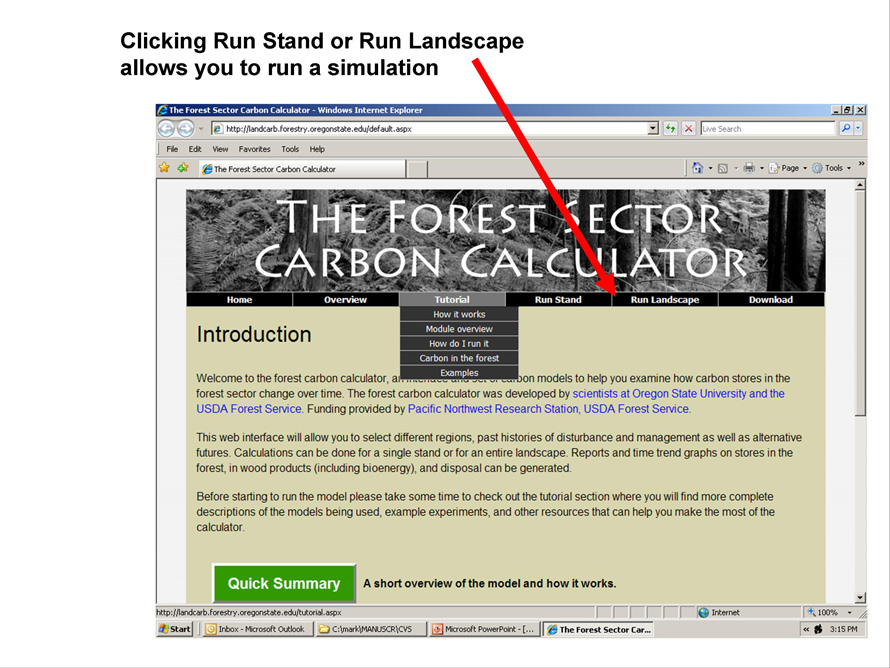 Clicking Run Stand or Run Landscape
allows you to run a simulation
The Forest Sector Carbon Calculator - Windows Internet Explorer
http://landcarb.forestry.oregonstate.edu/default.aspx
Live Search
File Edit View Favorites Tools Help
The Forest Sector Carbon Calculator
Page Tools »
THE FOREST SECTOR
CARBON CALCULATOR
Home Overview Tutorial Run Stand Run Landscape Download
How it works
Module overview
How do I run it
Carbon in the forest
Examples
Introduction
Welcome to the forest carbon calculator, an interface and set of carbon models to help you examine how carbon stores in the
forest sector change over time. The forest carbon calculator was developed by scientists at Oregon State University and the
USDA Forest Service. Funding provided by Pacific Northwest Research Station, USDA Forest Service.
This web interface will allow you to select different regions, past histories of disturbance and management as well as alternative
futures. Calculations can be done for a single stand or for an entire landscape. Reports and time trend graphs on stores in the
forest, in wood products (including bioenergy), and disposal can be generated.
Before starting to run the model please take some time to check out the tutorial section where you will find more complete
descriptions of the models being used, example experiments, and other resources that can help you make the most of the
calculator.
Quick Summary A short overview of the model and how it works.
http://landcarb.forestry.oregonstate.edu/tutorial.aspx Internet 100%
Start Inbox - Microsoft Outlook C:\mark\MANUSCR\CVS Microsoft PowerPoint - [... The Forest Sector Car... « 3:15 PM